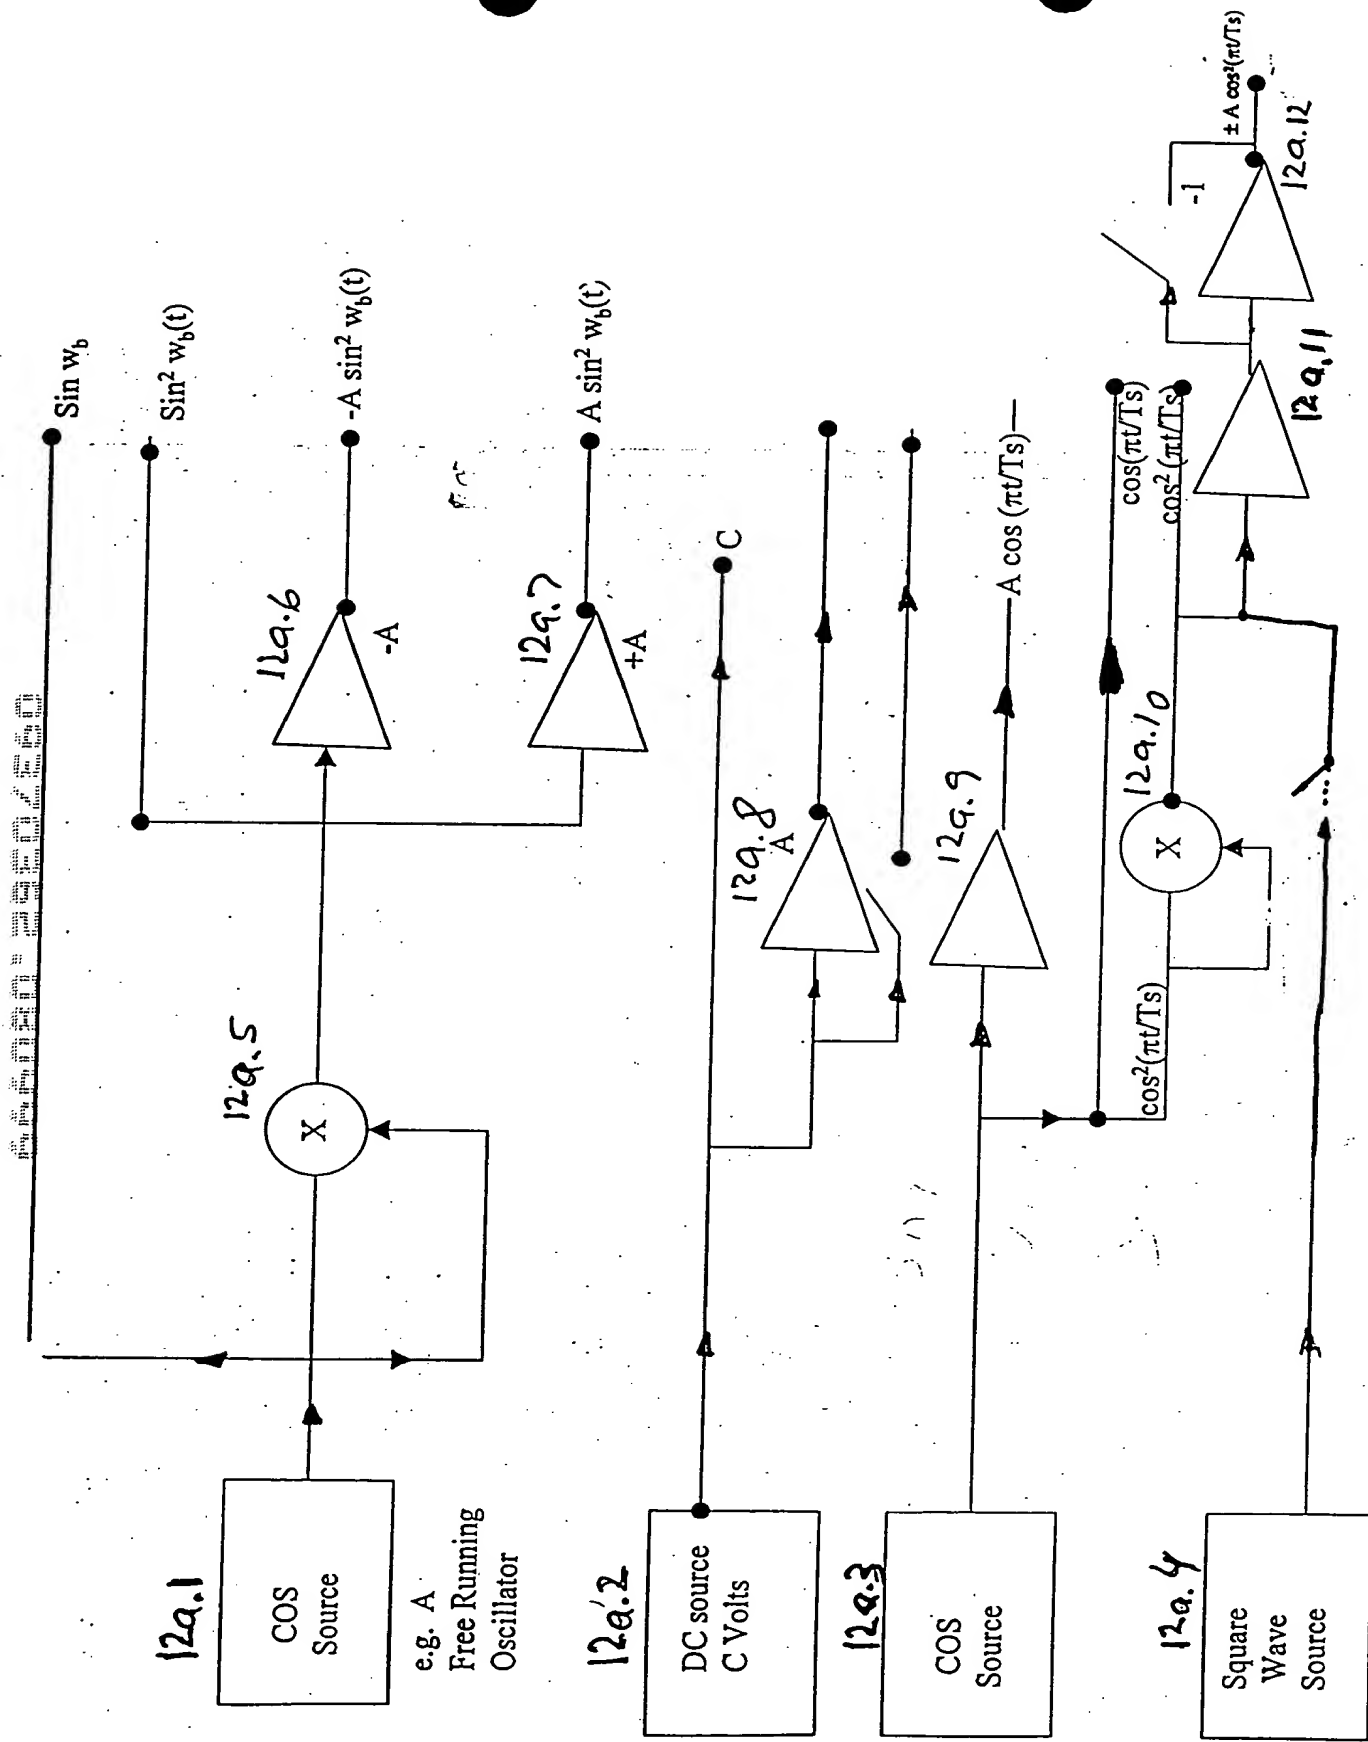 Sin w_b
Sin² w_b(t)
12a.1
COS
Source
e.g. A
Free Running
Oscillator
12a.5
X
12a.6
-A
-A sin² w_b(t)
12a.7
+A
A sin² w_b(t)
12a.2
DC source
C Volts
C
12a.8
A
12a.3
COS
Source
12a.9
A cos (πt/Ts)
cos(πt/Ts)
cos²(πt/Ts)
12a.10
X
cos²(πt/Ts)
12a.4
Square
Wave
Source
12a.11
-1
12a.12
± A cos²(πt/Ts)